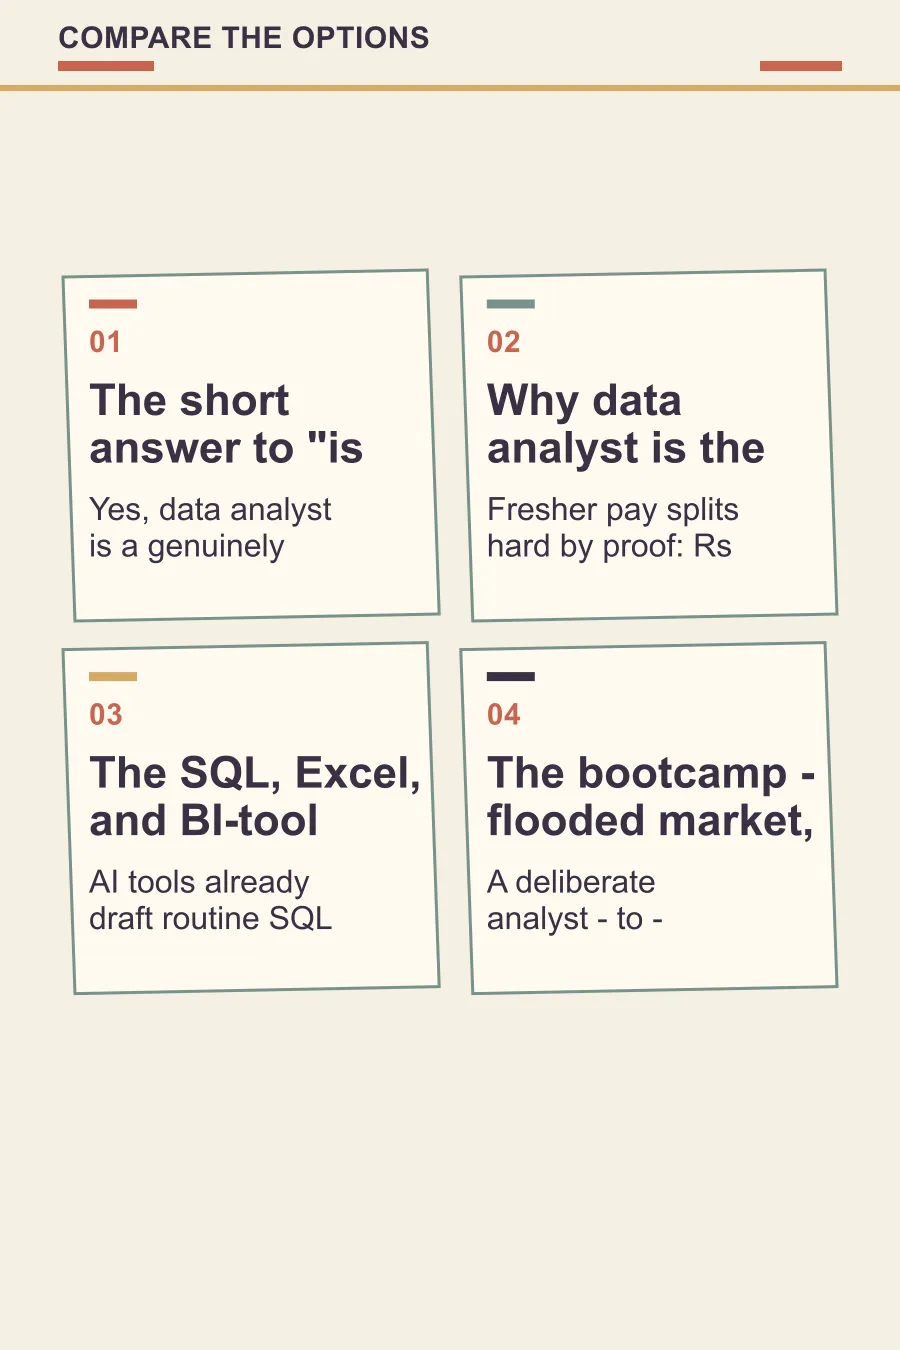 COMPARE THE OPTIONS
01
The short
answer to "is
Yes, data analyst
is a genuinely
02
Why data
analyst is the
Fresher pay splits
hard by proof: Rs
03
The SQL, Excel,
and BI-tool
AI tools already
draft routine SQL
04
The bootcamp -
flooded market,
A deliberate
analyst - to -